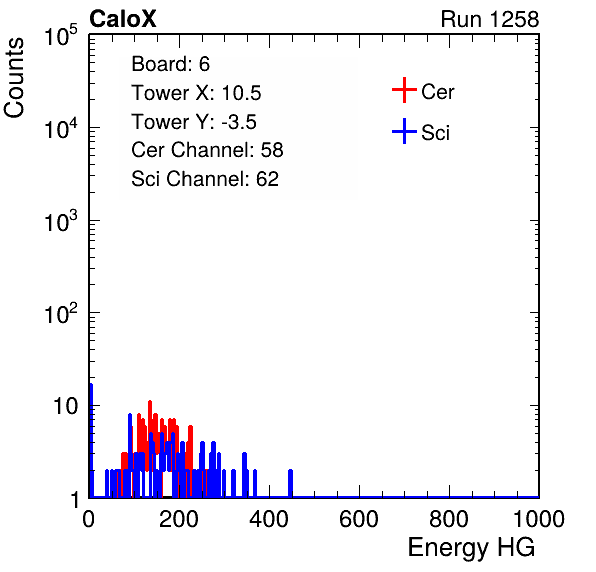 CaloX Run 1258
Counts
Board: 6
Tower X: 10.5
Tower Y: -3.5
Cer Channel: 58
Sci Channel: 62
Cer
Sci
10^5
10^4
10^3
10^2
10
1
0 200 400 600 800 1000
Energy HG